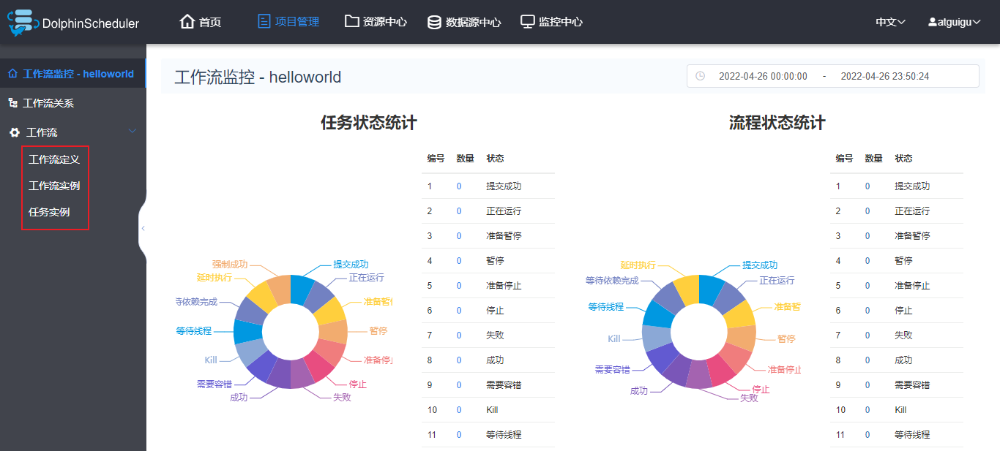 DolphinScheduler 首页 项目管理 资源中心 数据源中心 监控中心 中文 atguigu
工作流监控 - helloworld
工作流关系
工作流
工作流定义
工作流实例
任务实例
工作流监控 - helloworld 2022-04-26 00:00:00 - 2022-04-26 23:50:24
任务状态统计
强制成功
延时执行
待依赖完成
等待线程
Kill
需要容错
成功
提交成功
正在运行
准备暂
暂停
准备停
停止
失败
编号 数量 状态
1 0 提交成功
2 0 正在运行
3 0 准备暂停
4 0 暂停
5 0 准备停止
6 0 停止
7 0 失败
8 0 成功
9 0 需要容错
10 0 Kill
11 0 等待线程
流程状态统计
延时执行
等待依赖完成
等待线程
Kill
需要容错
成功
提交成功
正在运行
准备暂
暂停
准备停止
停止
失败
编号 数量 状态
1 0 提交成功
2 0 正在运行
3 0 准备暂停
4 0 暂停
5 0 准备停止
6 0 停止
7 0 失败
8 0 成功
9 0 需要容错
10 0 Kill
11 0 等待线程